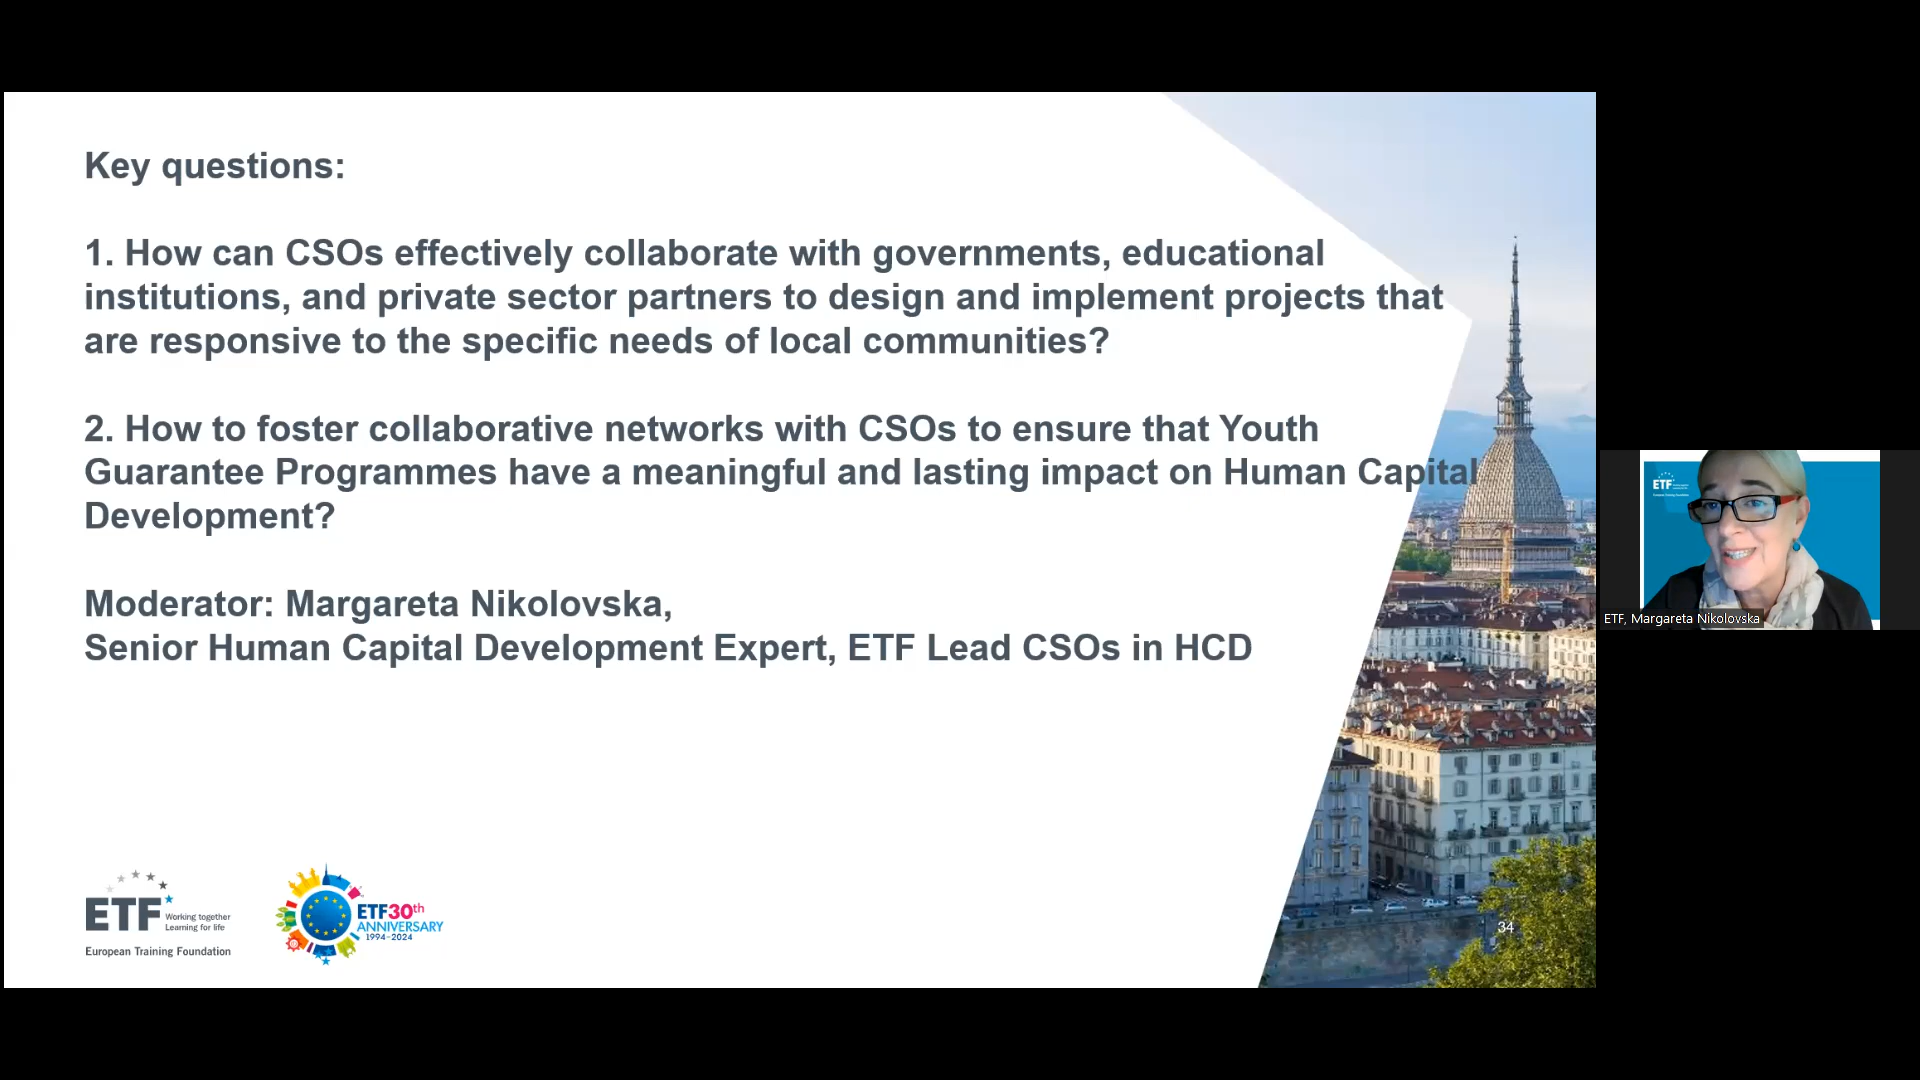 Key questions:
1. How can CSOs effectively collaborate with governments, educational
institutions, and private sector partners to design and implement projects that
are responsive to the specific needs of local communities?
2. How to foster collaborative networks with CSOs to ensure that Youth
Guarantee Programmes have a meaningful and lasting impact on Human Capital
Development?
Moderator: Margareta Nikolovska,
Senior Human Capital Development Expert, ETF Lead CSOs in HCD
ETF
Working together
Learning for life
European Training Foundation
ETF30th
ANNIVERSARY
1994-2024
34
ETF
ETF, Margareta Nikolovska